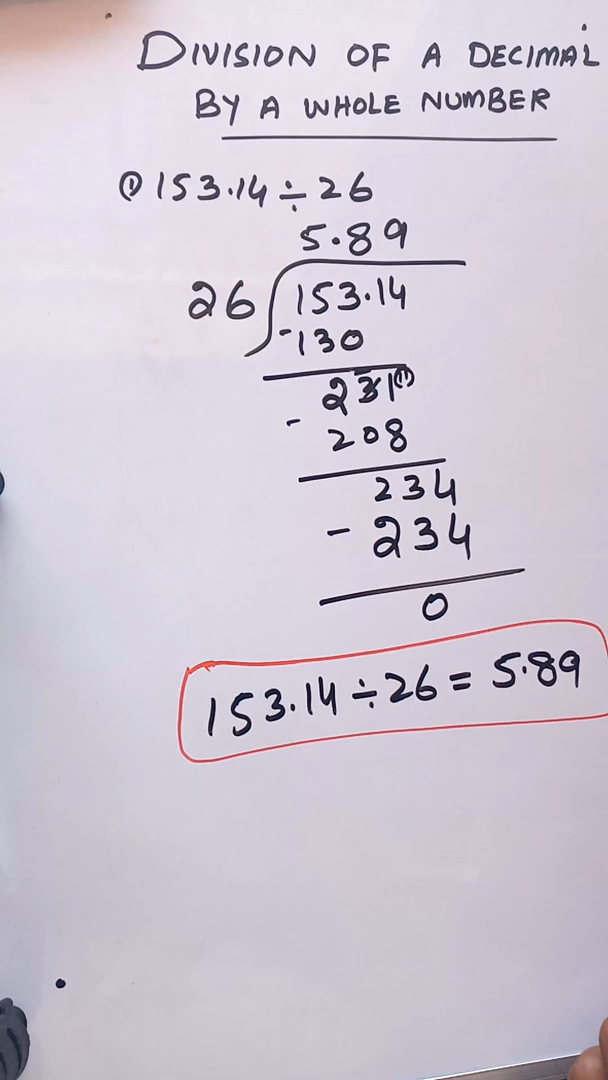 DIVISION OF A DECIMAL
BY A WHOLE NUMBER
① 153.14 ÷ 26
5.89
26 153.14
-130
231
- 208
234
- 234
0
153.14 ÷ 26 = 5.89